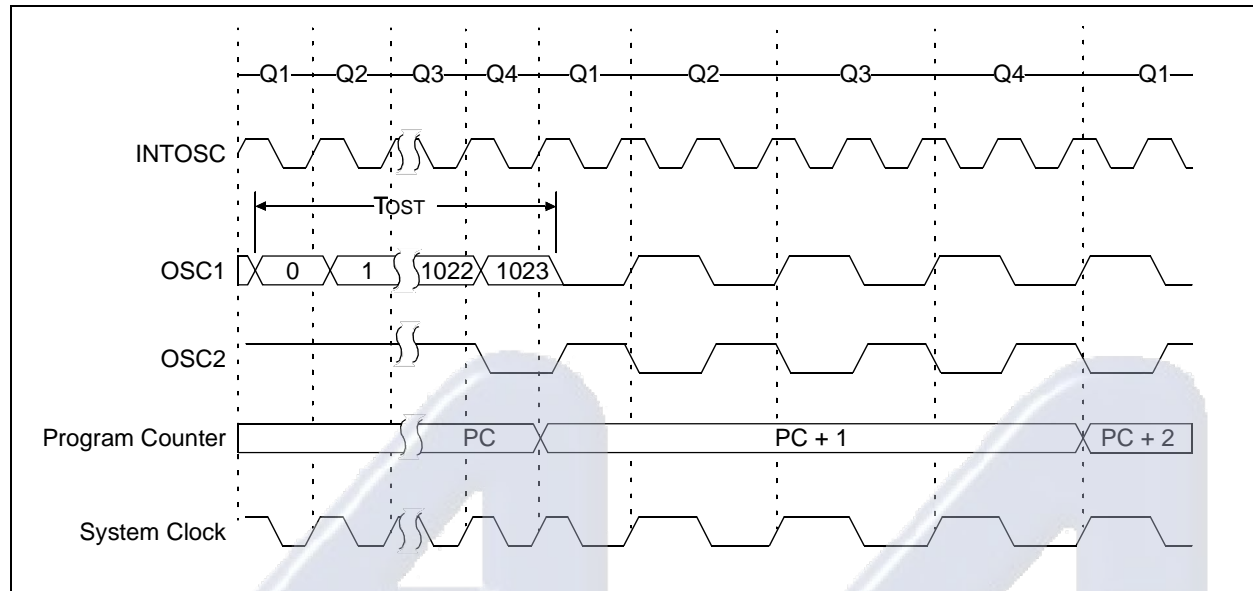 Q1 Q2 Q3 Q4 Q1 Q2 Q3 Q4 Q1
INTOSC
TOST
OSC1 0 1 1022 1023
OSC2
Program Counter PC PC + 1 PC + 2
System Clock